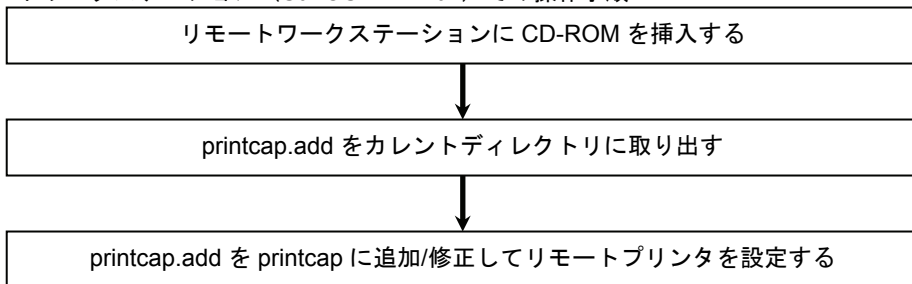 リモートワークステーションに CD-ROM を挿入する
printcap.add をカレントディレクトリに取り出す
printcap.add を printcap に追加/修正してリモートプリンタを設定する